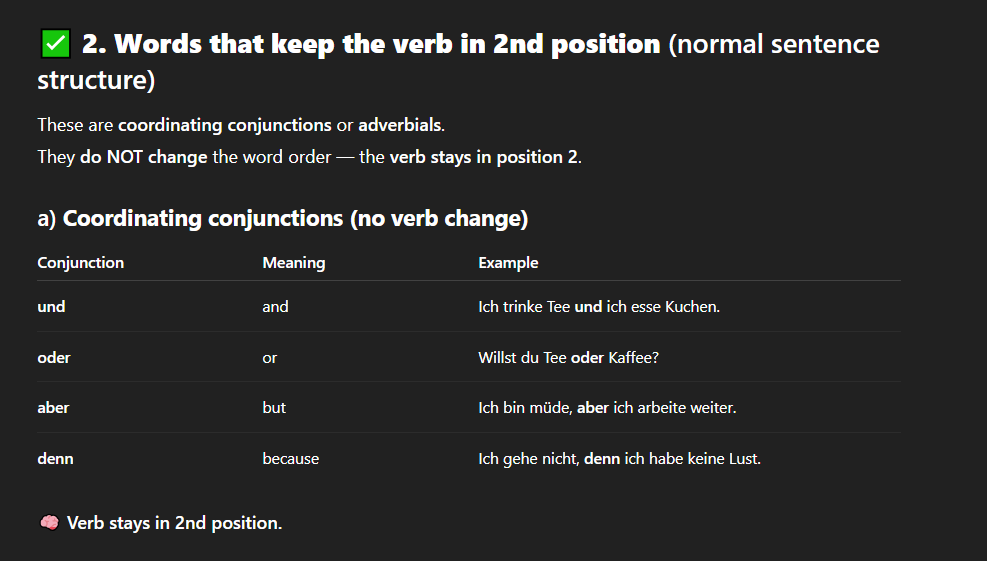 ✅ 2. Words that keep the verb in 2nd position (normal sentence
structure)
These are coordinating conjunctions or adverbials.
They do NOT change the word order — the verb stays in position 2.
a) Coordinating conjunctions (no verb change)
Conjunction Meaning Example
und and Ich trinke Tee und ich esse Kuchen.
oder or Willst du Tee oder Kaffee?
aber but Ich bin müde, aber ich arbeite weiter.
denn because Ich gehe nicht, denn ich habe keine Lust.
🧠 Verb stays in 2nd position.